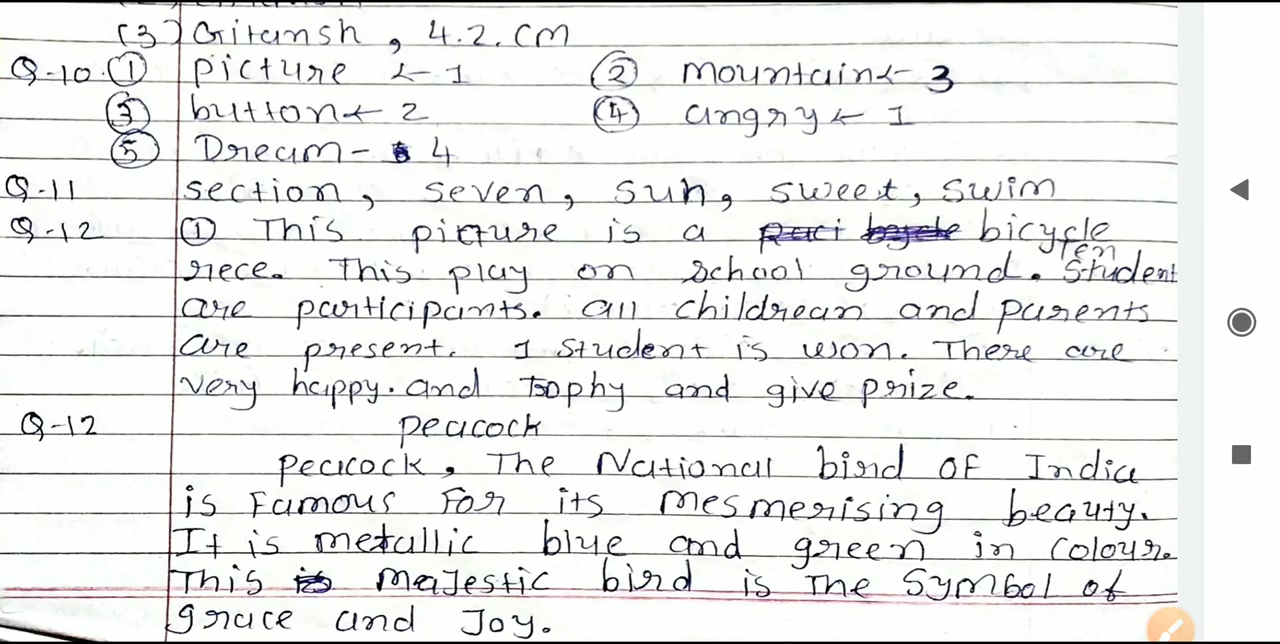 (3) Gitansh, 4.2. cm
Q-10. ① picture ← 1 ② mountain ← 3
③ button ← 2 ④ angry ← 1
⑤ Dream - 4
Q-11 section, seven, sun, sweet, swim
Q-12 ① This picture is a bicycle
rece. This play on school ground. Ten Student
are participants. all childrean and parents
are present. 1 student is won. There are
very happy. and Trophy and give prize.
Q-12 peacock
peacock, The National bird OF India
is Famous For its mesmerising beauty.
It is metallic blue and green in colour.
This majestic bird is The Symbol of
grace and Joy.